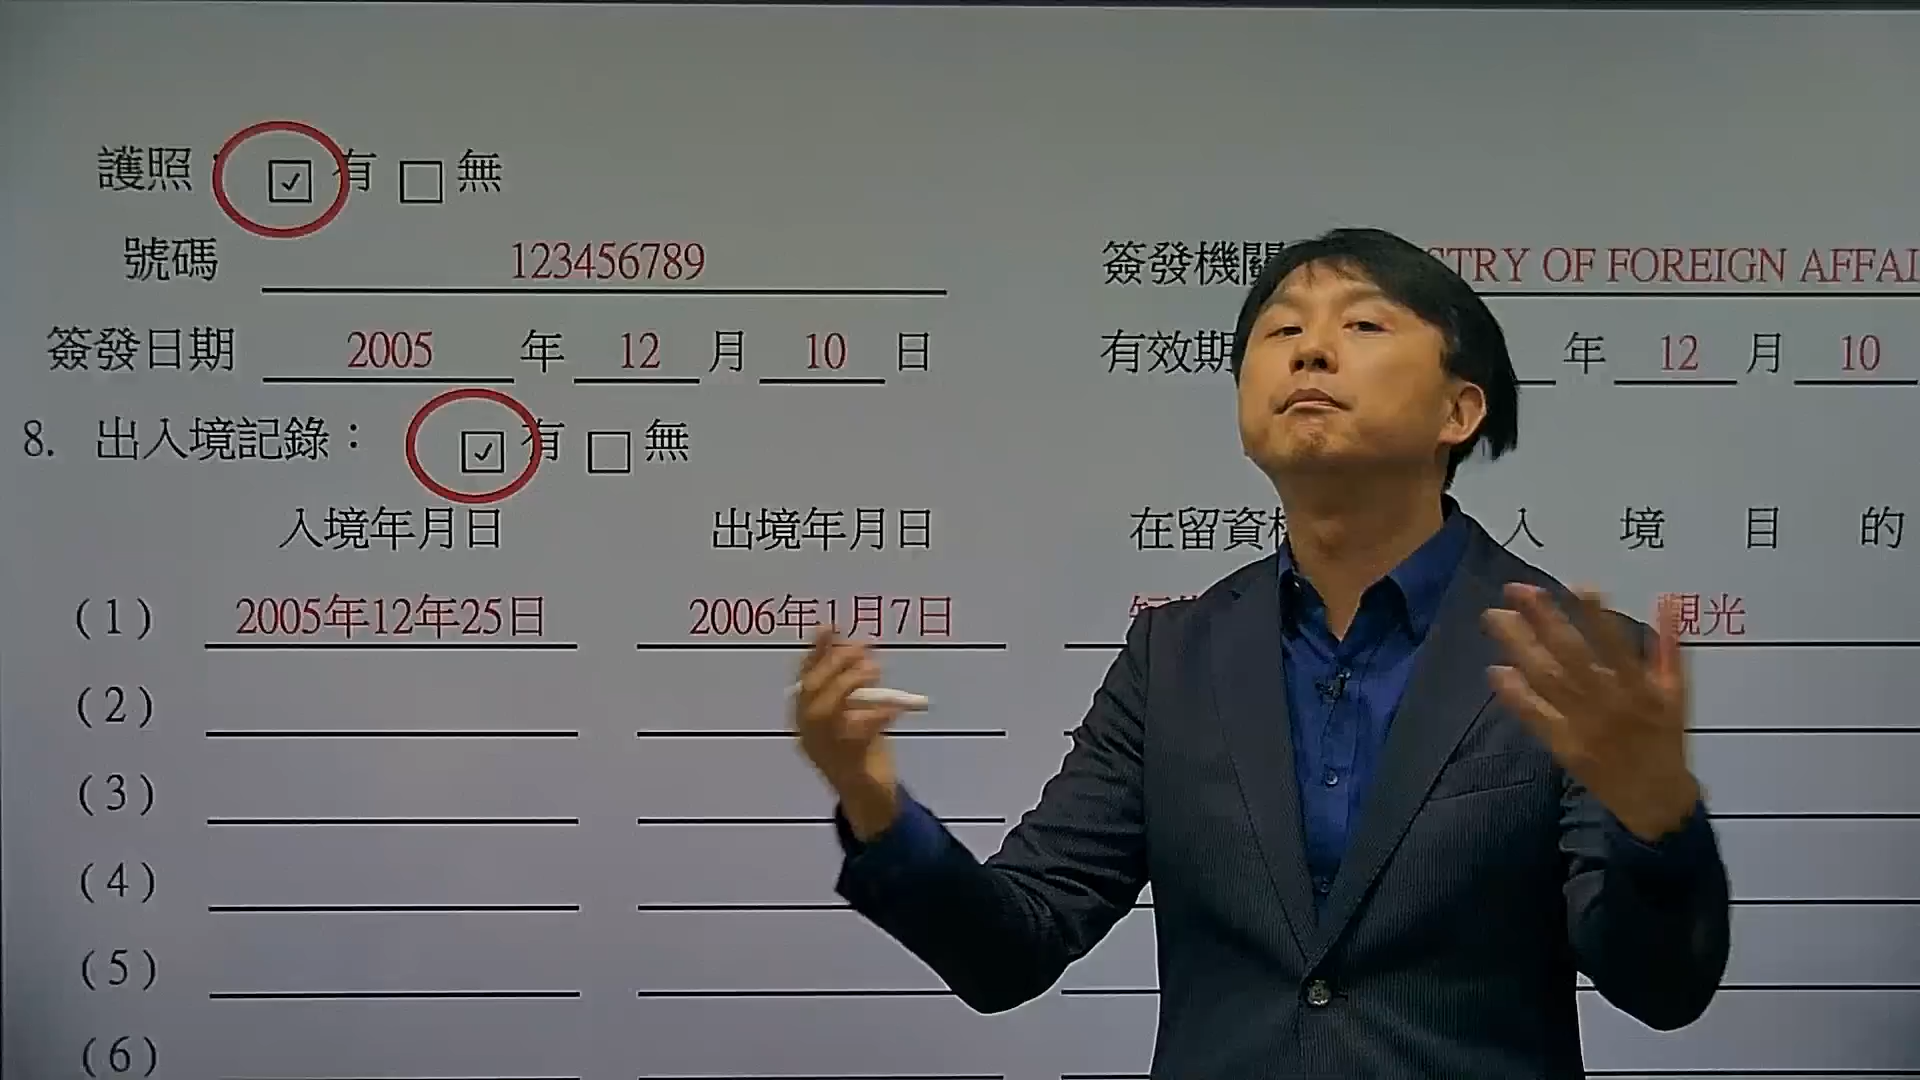 護照：☑有 □無
號碼 123456789 簽發機關 STRY OF FOREIGN AFFAI
簽發日期 2005 年 12 月 10 日 有效期 年 12 月 10
8. 出入境記錄：☑有 □無
入境年月日 出境年月日 在留資格 入境目的
(1) 2005年12年25日 2006年1月7日 觀光
(2)
(3)
(4)
(5)
(6)